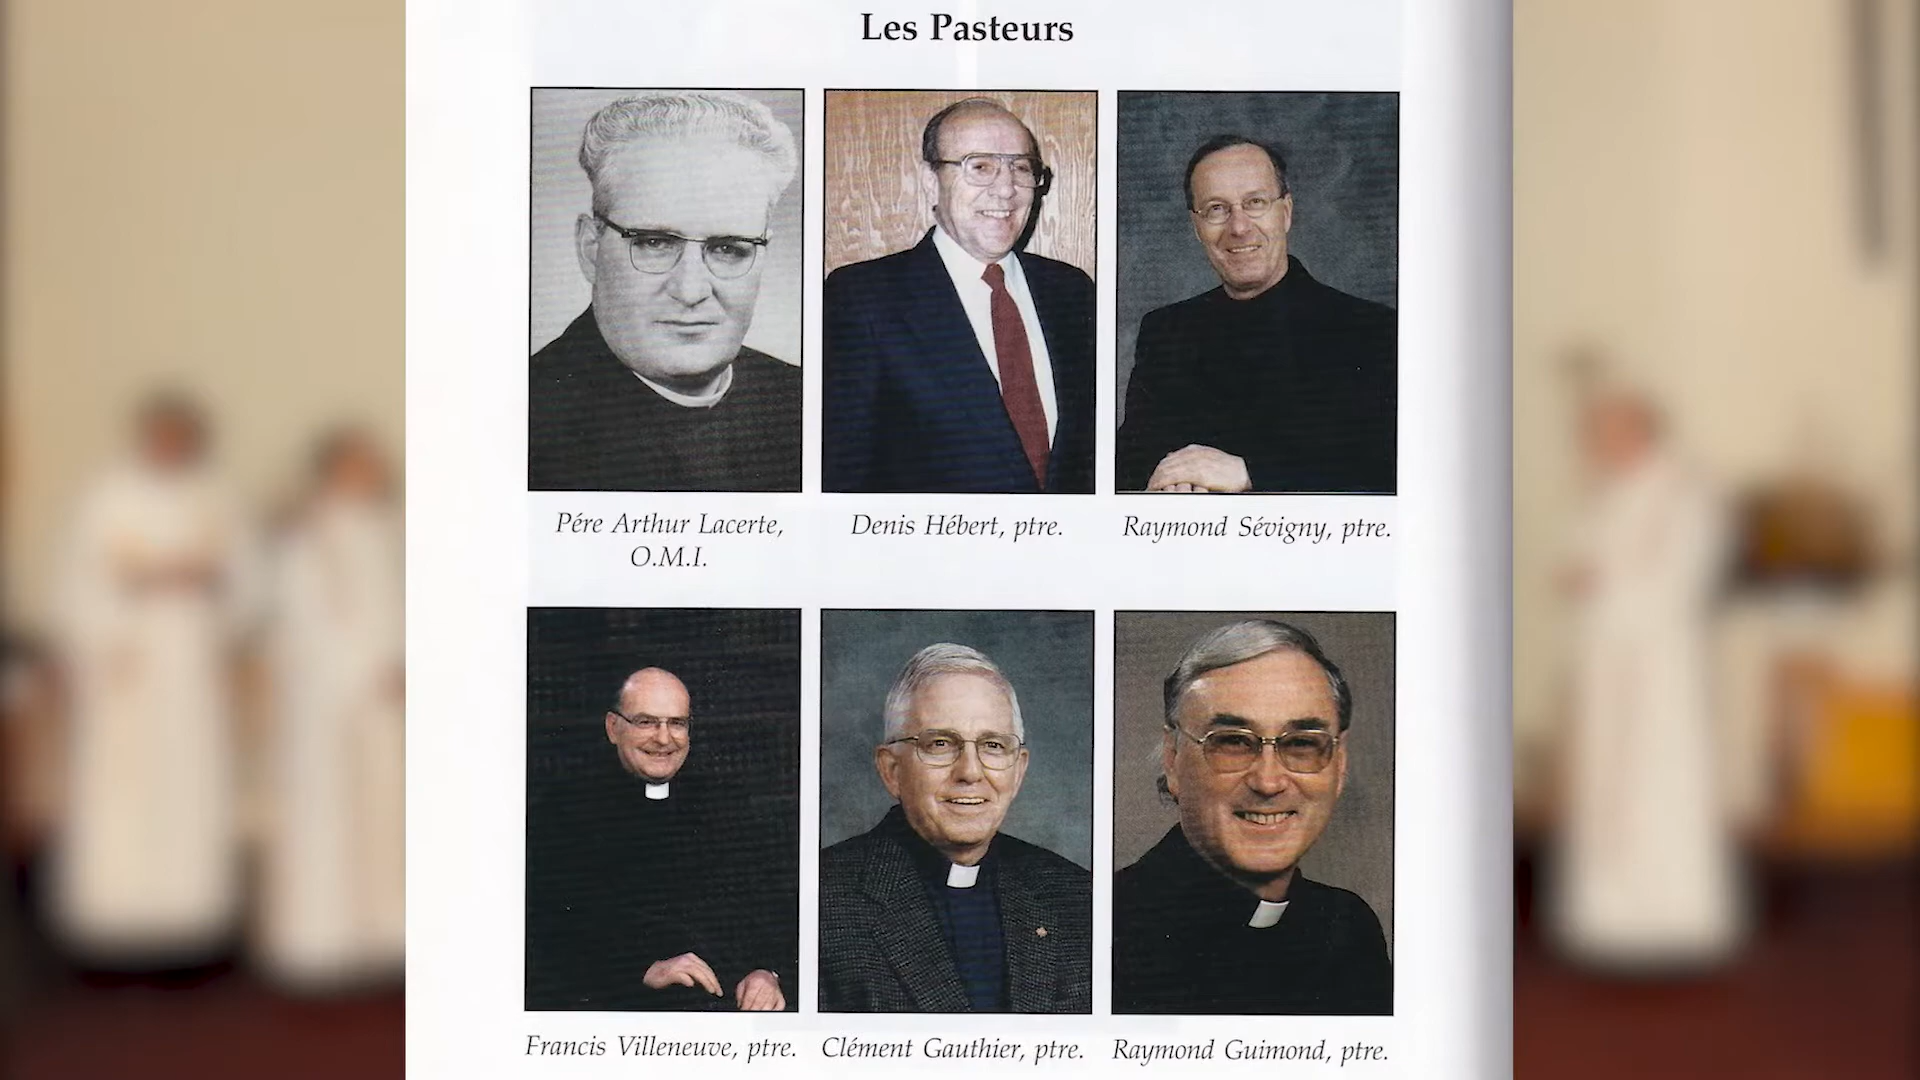 Les Pasteurs
Pére Arthur Lacerte,
O.M.I.
Denis Hébert, ptre.
Raymond Sévigny, ptre.
Francis Villeneuve, ptre.
Clément Gauthier, ptre.
Raymond Guimond, ptre.